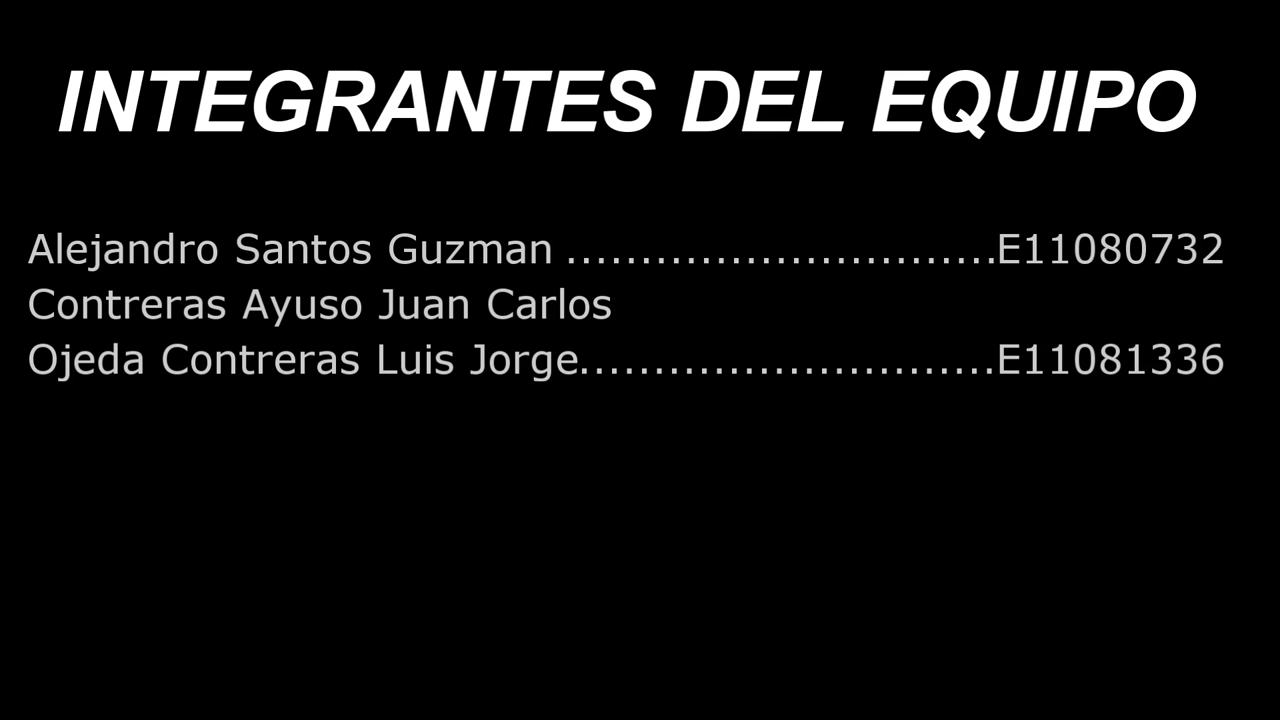 INTEGRANTES DEL EQUIPO
Alejandro Santos Guzman .............................E11080732
Contreras Ayuso Juan Carlos
Ojeda Contreras Luis Jorge............................E11081336